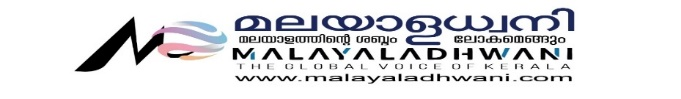 മലയാളധ്വനി
മലയാളത്തിന്റെ ശബ്ദം ലോകമെങ്ങും
MALAYALADHWANI
THE GLOBAL VOICE OF KERALA
www.malayaladhwani.com